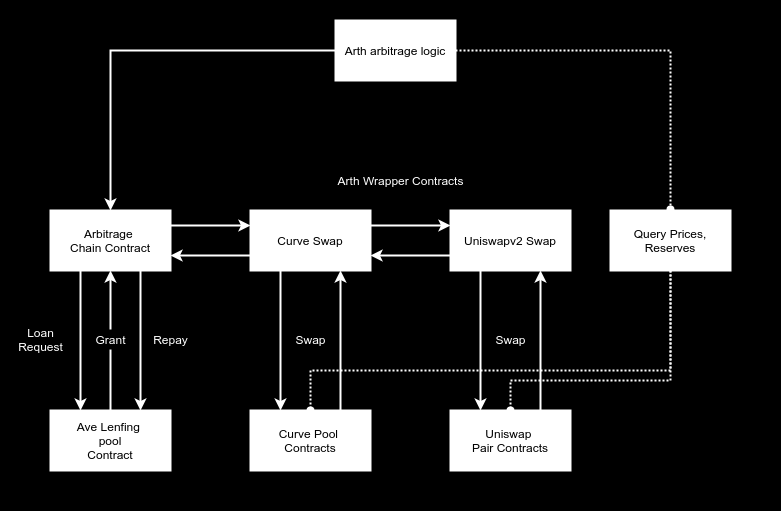 Arth arbitrage logic
Arth Wrapper Contracts
Arbitrage
Chain Contract
Curve Swap
Uniswapv2 Swap
Query Prices,
Reserves
Loan
Request
Grant
Repay
Swap
Swap
Ave Lenfing
pool
Contract
Curve Pool
Contracts
Uniswap
Pair Contracts